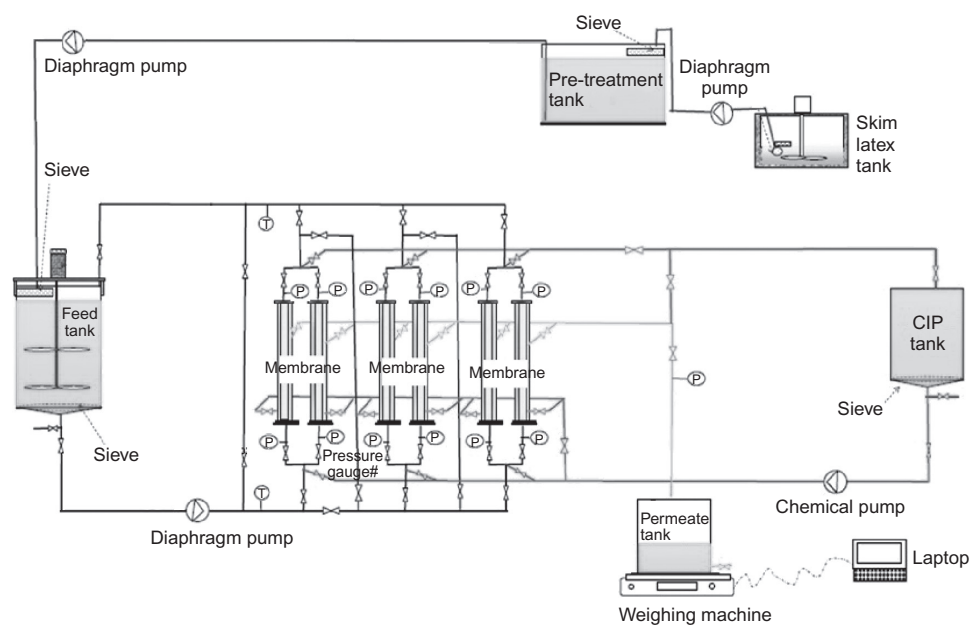 Sieve
Diaphragm pump
Pre-treatment
tank
Diaphragm
pump
Skim
latex
tank
Sieve
T
P
P
P
P
P
P
Feed
tank
CIP
tank
Membrane
Membrane
Membrane
P
Sieve
P
P
P
P
P
P
Sieve
Pressure
gauge#
T
Chemical pump
Permeate
tank
Diaphragm pump
Laptop
Weighing machine